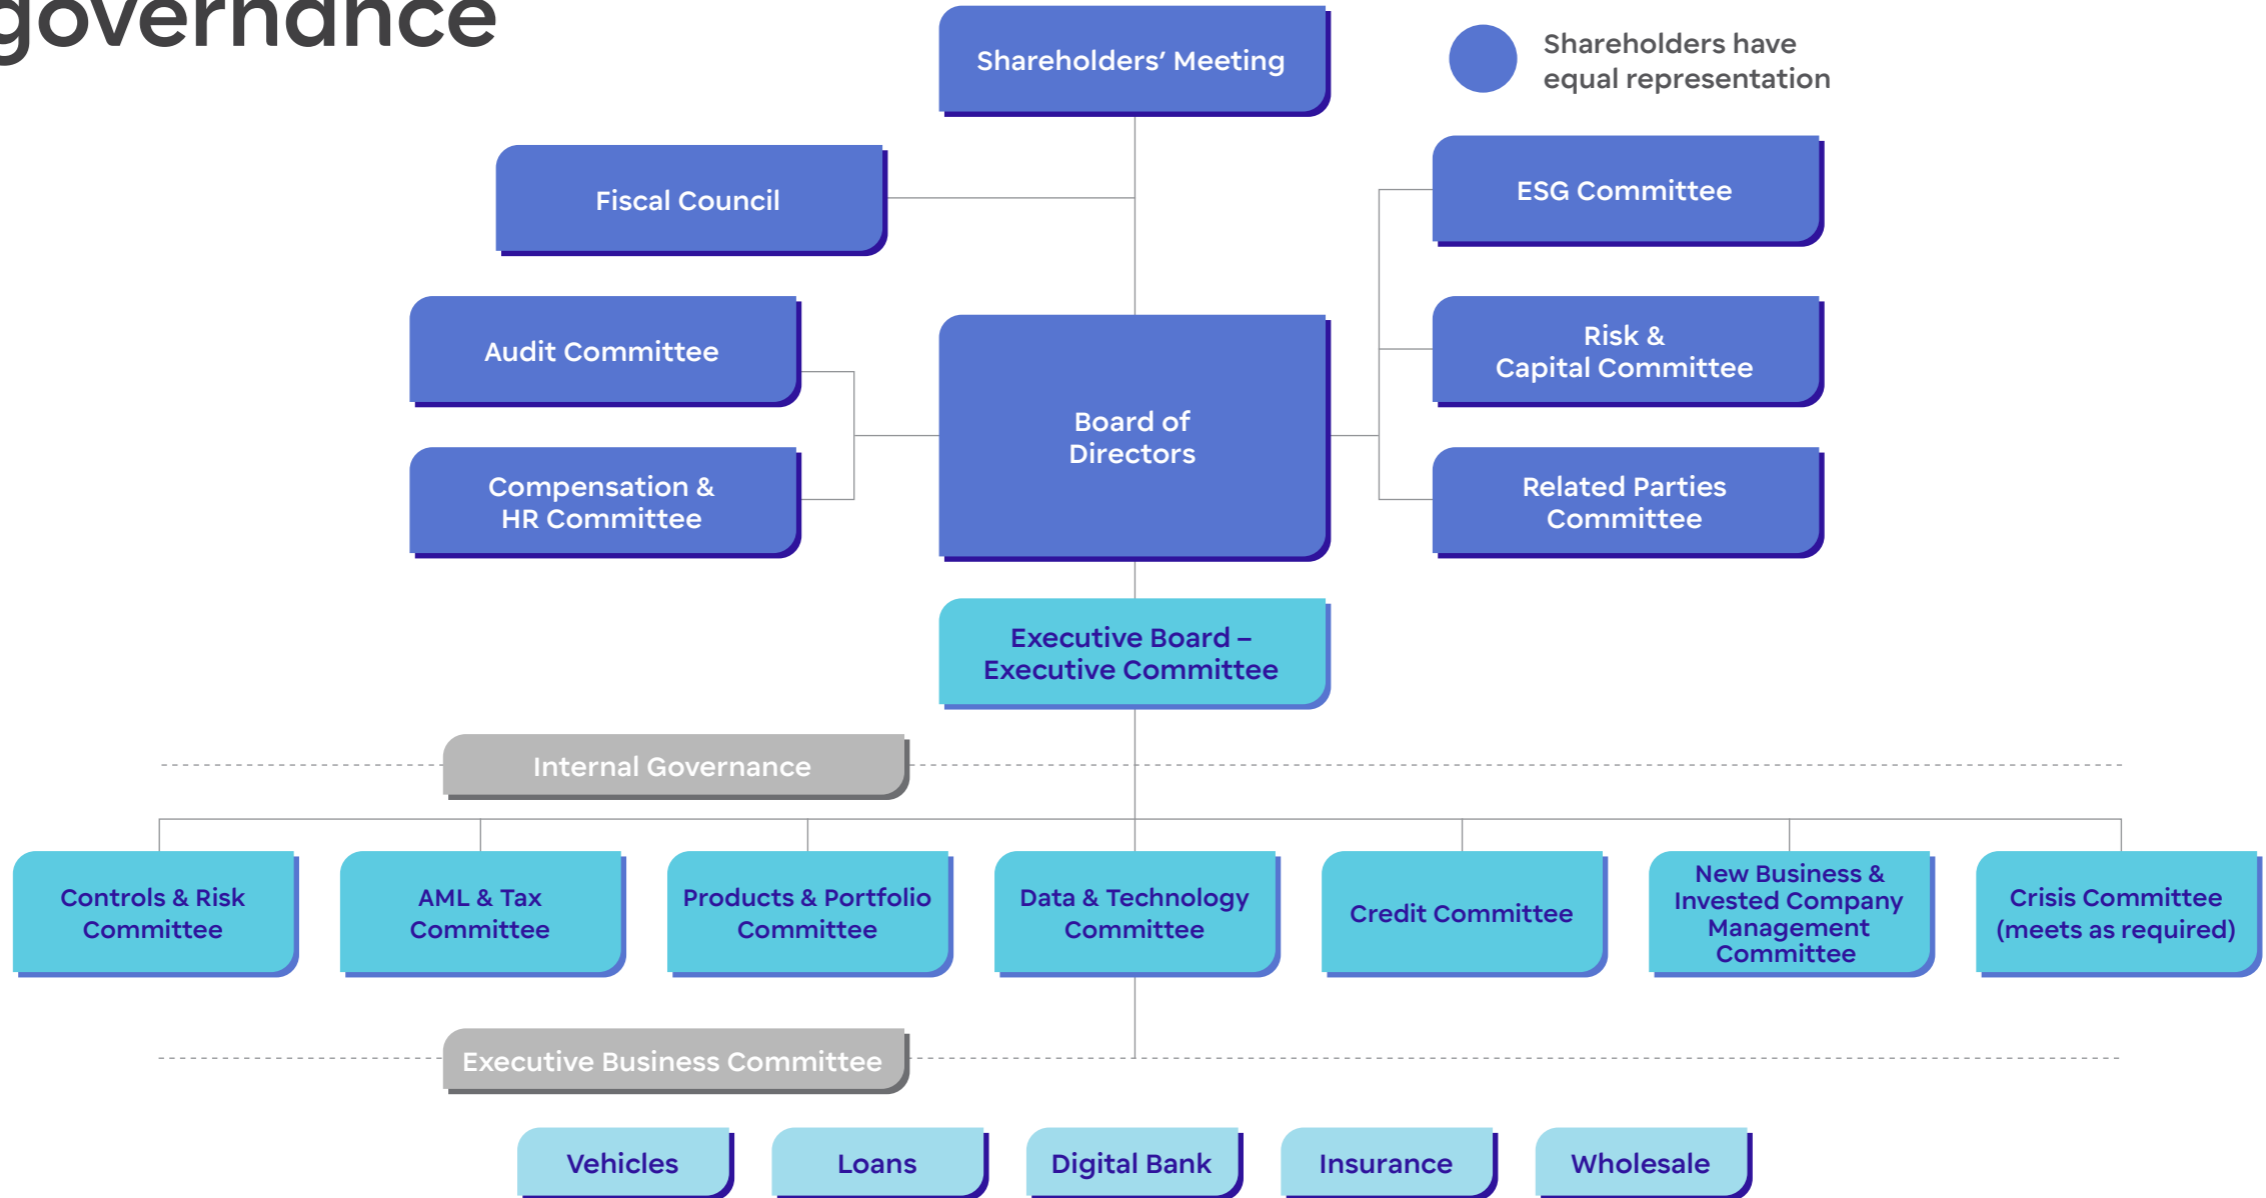 governance
Shareholders' Meeting
Shareholders have
equal representation
Fiscal Council
ESG Committee
Audit Committee
Risk &
Capital Committee
Board of
Directors
Compensation &
HR Committee
Related Parties
Committee
Executive Board –
Executive Committee
Internal Governance
Controls & Risk
Committee
AML & Tax
Committee
Products & Portfolio
Committee
Data & Technology
Committee
Credit Committee
New Business &
Invested Company
Management
Committee
Crisis Committee
(meets as required)
Executive Business Committee
Vehicles
Loans
Digital Bank
Insurance
Wholesale